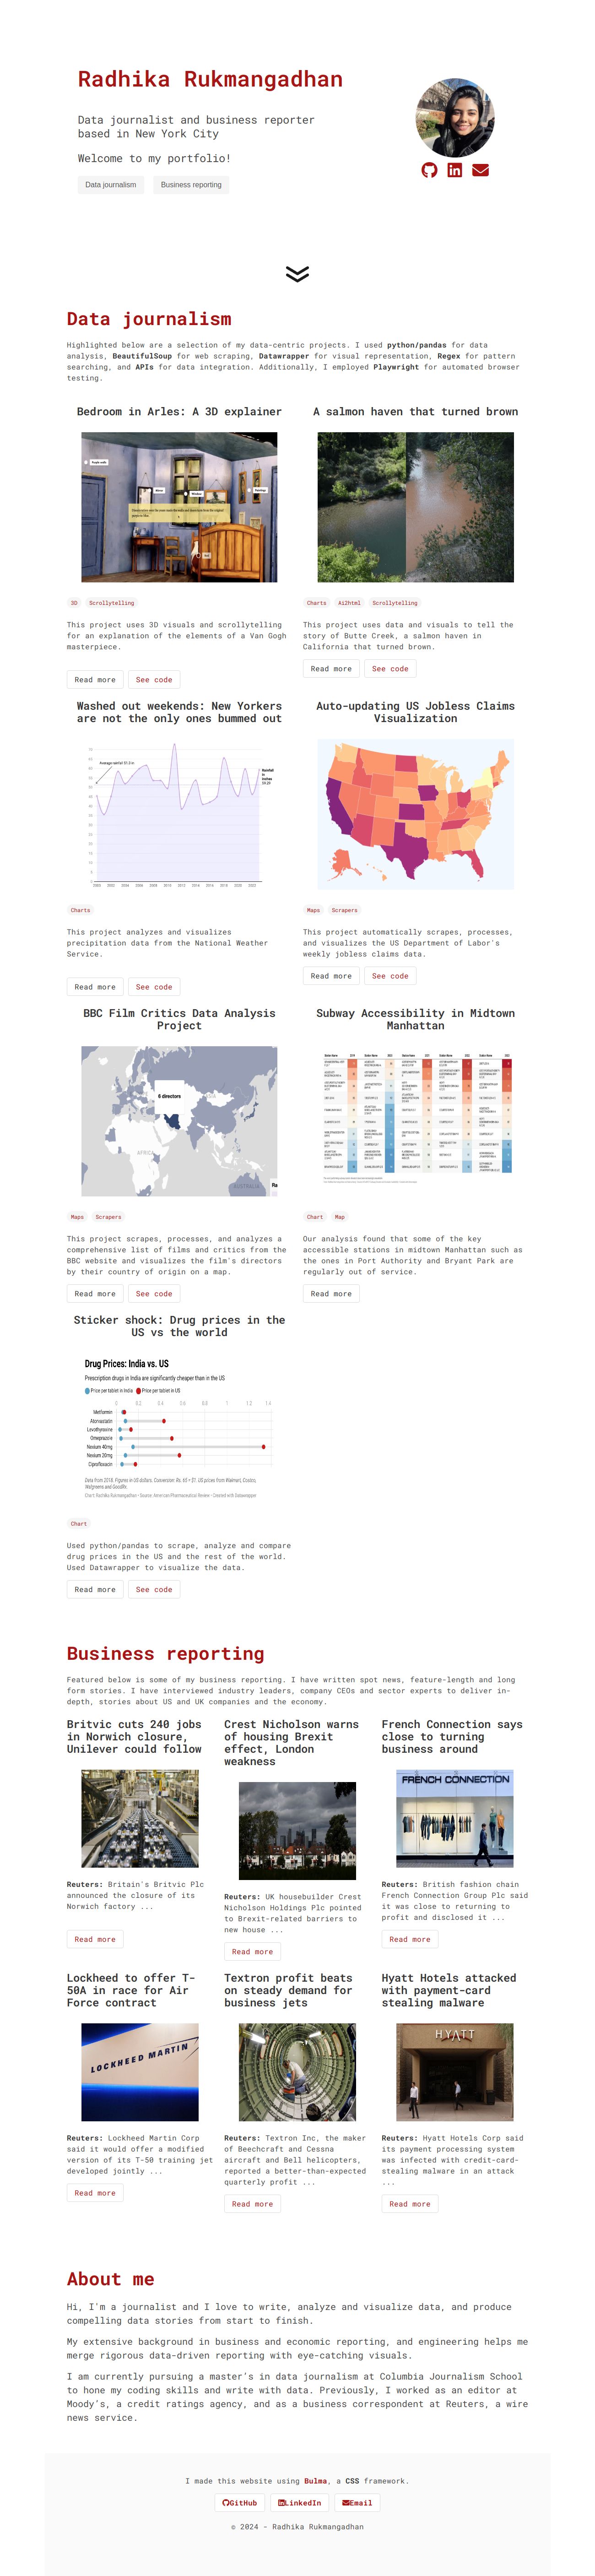 Radhika Rukmangadhan
Data journalist and business reporter
based in New York City
Welcome to my portfolio!
Data journalism
Business reporting
Data journalism
Highlighted below are a selection of my data-centric projects. I used python/pandas for data
analysis, BeautifulSoup for web scraping, Datawrapper for visual representation, Regex for pattern
searching, and APIs for data integration. Additionally, I employed Playwright for automated browser
testing.
Bedroom in Arles: A 3D explainer
3D Scrollytelling
This project uses 3D visuals and scrollytelling
for an explanation of the elements of a Van Gogh
masterpiece.
Read more See code
A salmon haven that turned brown
Charts Ai2html Scrollytelling
This project uses data and visuals to tell the
story of Butte Creek, a salmon haven in
California that turned brown.
Read more See code
Washed out weekends: New Yorkers
are not the only ones bummed out
Charts
This project analyzes and visualizes
precipitation data from the National Weather
Service.
Read more See code
Auto-updating US Jobless Claims
Visualization
Maps Scrapers
This project automatically scrapes, processes,
and visualizes the US Department of Labor's
weekly jobless claims data.
Read more See code
BBC Film Critics Data Analysis
Project
6 directors
AFRICA
AUSTRALIA
Maps Scrapers
This project scrapes, processes, and analyzes a
comprehensive list of films and critics from the
BBC website and visualizes the film's directors
by their country of origin on a map.
Read more See code
Subway Accessibility in Midtown
Manhattan
Chart Map
Our analysis found that some of the key
accessible stations in midtown Manhattan such as
the ones in Port Authority and Bryant Park are
regularly out of service.
Read more
Sticker shock: Drug prices in the
US vs the world
Drug Prices: India vs. US
Prescription drugs in India are significantly cheaper than in the US
Price per tablet in India Price per tablet in US
0 0.2 0.4 0.6 0.8 1 1.2 1.4
Metformin
Atorvastatin
Levothyroxine
Omeprazole
Nexium 40mg
Nexium 20mg
Ciprofloxacin
Chart
Used python/pandas to scrape, analyze and compare
drug prices in the US and the rest of the world.
Used Datawrapper to visualize the data.
Read more See code
Business reporting
Featured below is some of my business reporting. I have written spot news, feature-length and long
form stories. I have interviewed industry leaders, company CEOs and sector experts to deliver in-
depth, stories about US and UK companies and the economy.
Britvic cuts 240 jobs
in Norwich closure,
Unilever could follow
Reuters: Britain's Britvic Plc
announced the closure of its
Norwich factory ...
Read more
Crest Nicholson warns
of housing Brexit
effect, London
weakness
Reuters: UK housebuilder Crest
Nicholson Holdings Plc pointed
to Brexit-related barriers to
new house ...
Read more
French Connection says
close to turning
business around
FRENCH CONNECTION
Reuters: British fashion chain
French Connection Group Plc said
it was close to returning to
profit and disclosed it ...
Read more
Lockheed to offer T-
50A in race for Air
Force contract
LOCKHEED MARTIN
Reuters: Lockheed Martin Corp
said it would offer a modified
version of its T-50 training jet
developed jointly ...
Read more
Textron profit beats
on steady demand for
business jets
Reuters: Textron Inc, the maker
of Beechcraft and Cessna
aircraft and Bell helicopters,
reported a better-than-expected
quarterly profit ...
Read more
Hyatt Hotels attacked
with payment-card
stealing malware
HYATT
Reuters: Hyatt Hotels Corp said
its payment processing system
was infected with credit-card-
stealing malware in an attack
...
Read more
About me
Hi, I'm a journalist and I love to write, analyze and visualize data, and produce
compelling data stories from start to finish.
My extensive background in business and economic reporting, and engineering helps me
merge rigorous data-driven reporting with eye-catching visuals.
I am currently pursuing a master’s in data journalism at Columbia Journalism School
to hone my coding skills and write with data. Previously, I worked as an editor at
Moody’s, a credit ratings agency, and as a business correspondent at Reuters, a wire
news service.
I made this website using Bulma, a CSS framework.
GitHub LinkedIn Email
© 2024 - Radhika Rukmangadhan